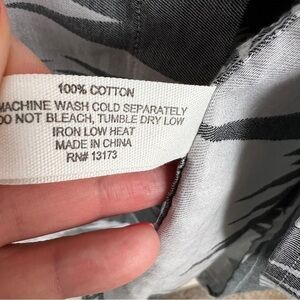 100% COTTON
MACHINE WASH COLD SEPARATELY
DO NOT BLEACH, TUMBLE DRY LOW
IRON LOW HEAT
MADE IN CHINA
RN# 13173